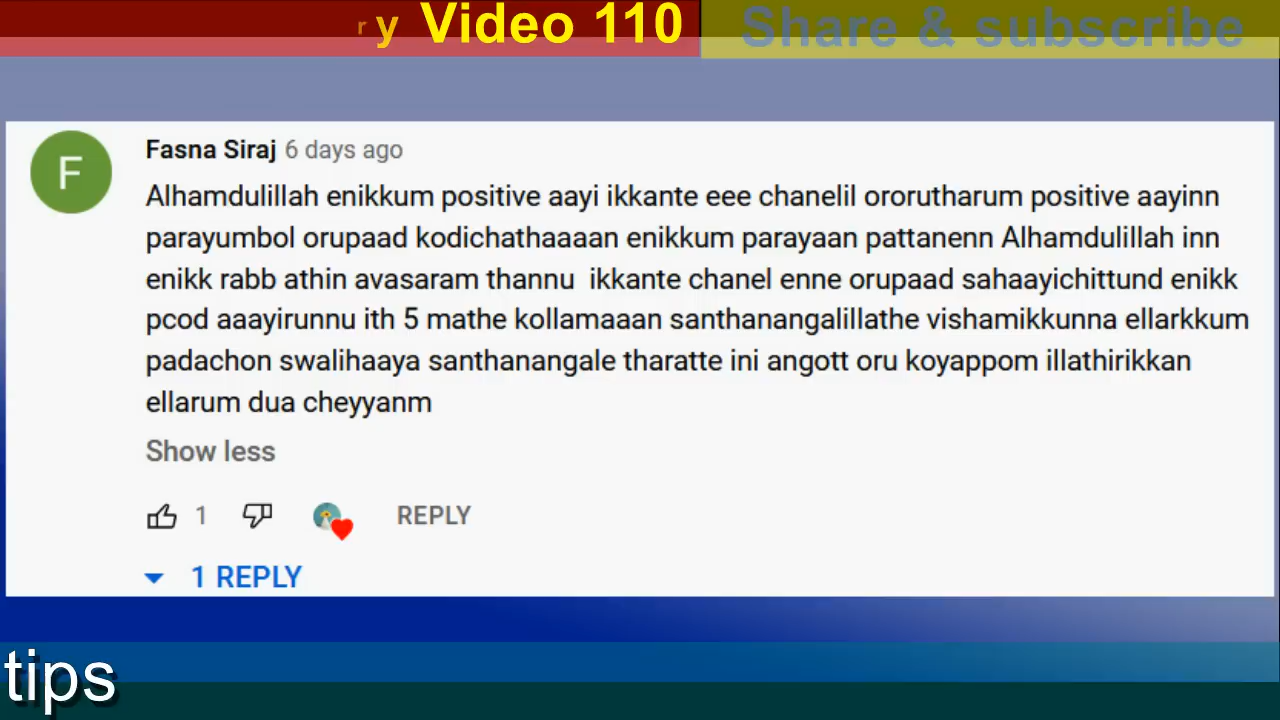 r y Video 110
Share & subscribe
F
Fasna Siraj 6 days ago
Alhamdulillah enikkum positive aayi ikkante eee chanelil ororutharum positive aayinn
parayumbol orupaad kodichathaaaan enikkum parayaan pattanenn Alhamdulillah inn
enikk rabb athin avasaram thannu ikkante chanel enne orupaad sahaayichittund enikk
pcod aaayirunnu ith 5 mathe kollamaaan santhanangalillathe vishamikkunna ellarkkum
padachon swalihaaya santhanangale tharatte ini angott oru koyappom illathirikkan
ellarum dua cheyyanm
Show less
1 REPLY
1 REPLY
tips